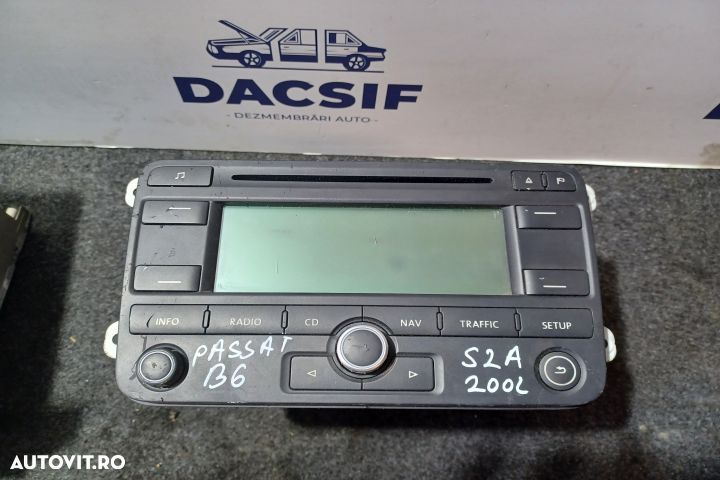 DACSIF
- DEZMEMBRĂRI AUTO -
P
INFO RADIO CD NAV TRAFFIC SETUP
PASSAT
B6
S2A
200L
AUTOVIT.RO